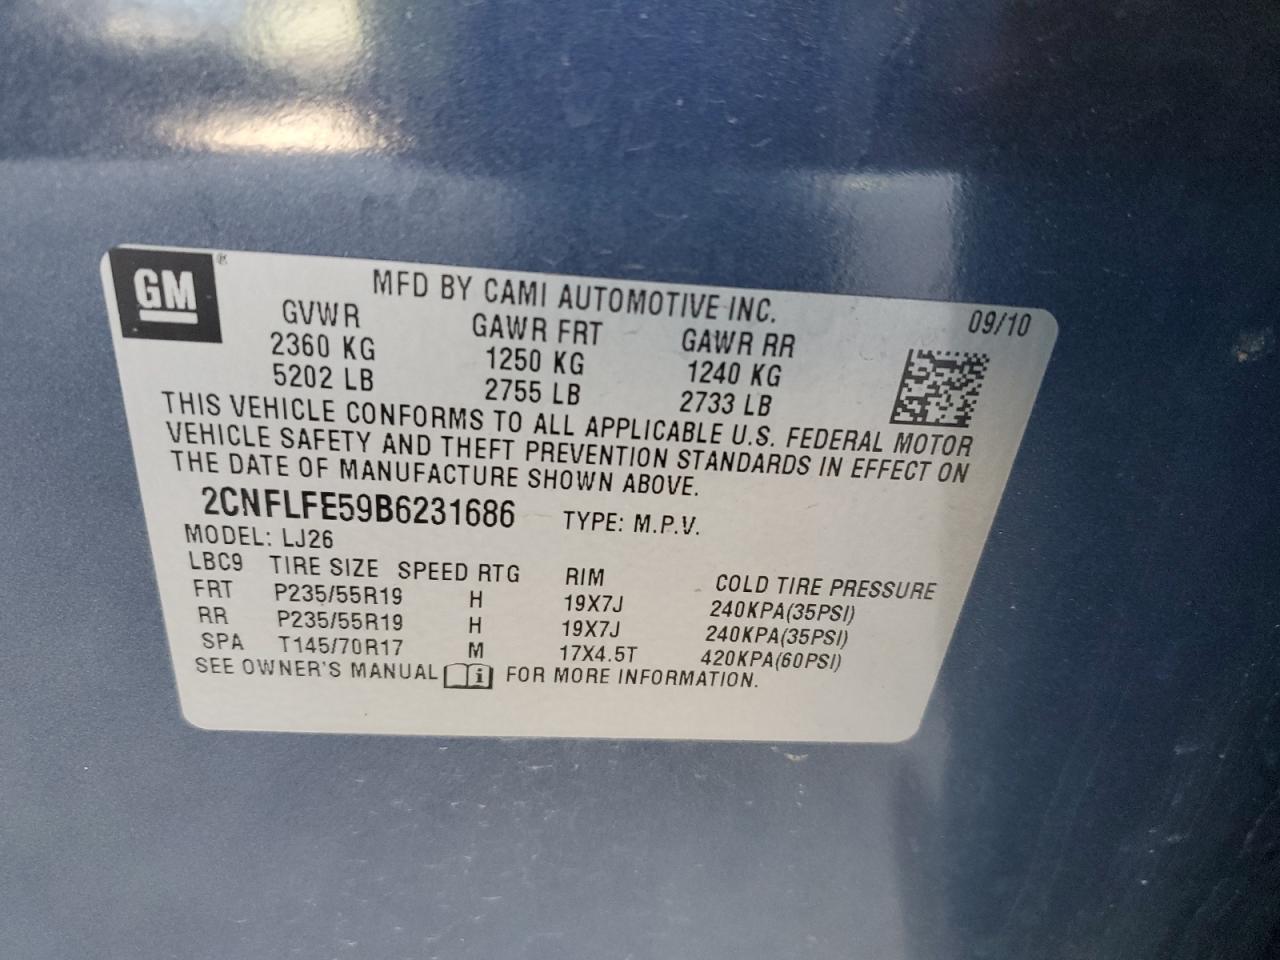 GM®
MFD BY CAMI AUTOMOTIVE INC.
09/10
GVWR GAWR FRT GAWR RR
2360 KG 1250 KG 1240 KG
5202 LB 2755 LB 2733 LB
THIS VEHICLE CONFORMS TO ALL APPLICABLE U.S. FEDERAL MOTOR
VEHICLE SAFETY AND THEFT PREVENTION STANDARDS IN EFFECT ON
THE DATE OF MANUFACTURE SHOWN ABOVE.
2CNFLFE59B6231686 TYPE: M.P.V.
MODEL: LJ26
LBC9 TIRE SIZE SPEED RTG RIM COLD TIRE PRESSURE
FRT P235/55R19 H 19X7J 240KPA(35PSI)
RR P235/55R19 H 19X7J 240KPA(35PSI)
SPA T145/70R17 M 17X4.5T 420KPA(60PSI)
SEE OWNER'S MANUAL i FOR MORE INFORMATION.